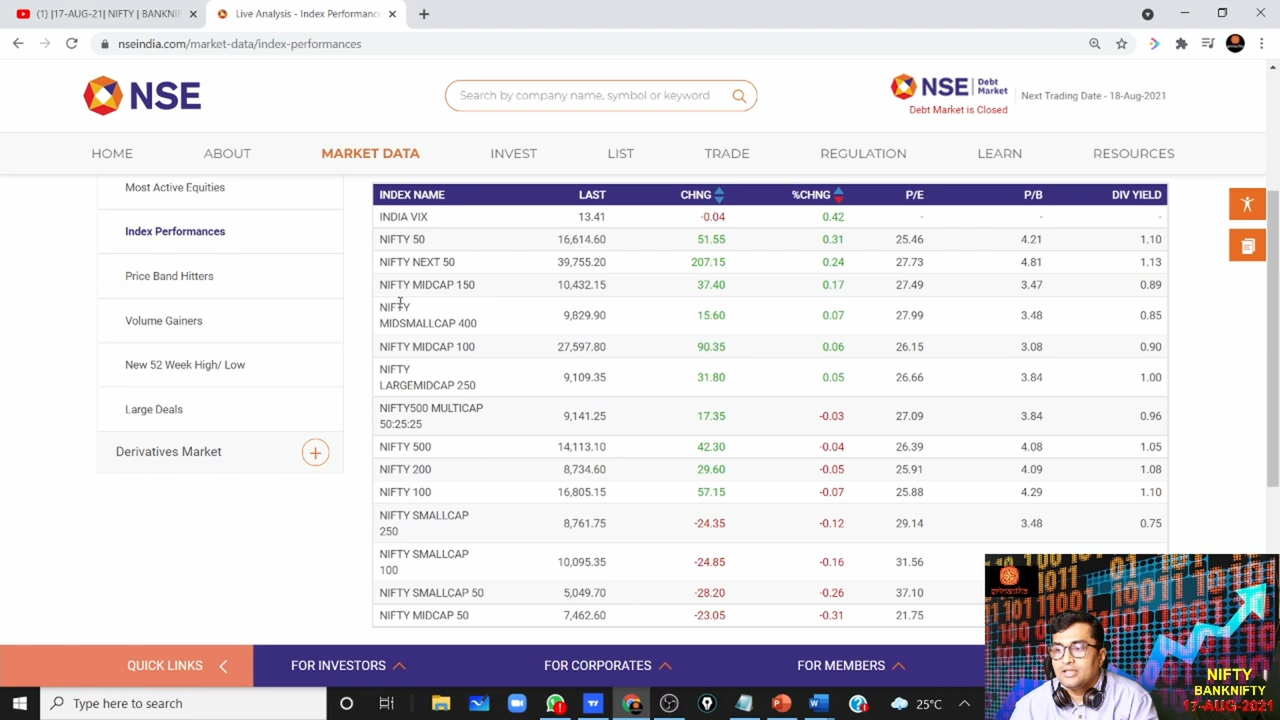 (1) |17-AUG-21| NIFTY | BANKNIF
Live Analysis - Index Performance
nseindia.com/market-data/index-performances
NSE
Search by company name, symbol or keyword
NSE Debt Market
Debt Market is Closed
Next Trading Date - 18-Aug-2021
HOME ABOUT MARKET DATA INVEST LIST TRADE REGULATION LEARN RESOURCES
Most Active Equities
Index Performances
Price Band Hitters
Volume Gainers
New 52 Week High/ Low
Large Deals
Derivatives Market
INDEX NAME LAST CHNG %CHNG P/E P/B DIV YIELD
INDIA VIX 13.41 -0.04 0.42 - - -
NIFTY 50 16,614.60 51.55 0.31 25.46 4.21 1.10
NIFTY NEXT 50 39,755.20 207.15 0.24 27.73 4.81 1.13
NIFTY MIDCAP 150 10,432.15 37.40 0.17 27.49 3.47 0.89
NIFTY
MIDSMALLCAP 400 9,829.90 15.60 0.07 27.99 3.48 0.85
NIFTY MIDCAP 100 27,597.80 90.35 0.06 26.15 3.08 0.90
NIFTY
LARGEMIDCAP 250 9,109.35 31.80 0.05 26.66 3.84 1.00
NIFTY500 MULTICAP
50:25:25 9,141.25 17.35 -0.03 27.09 3.84 0.96
NIFTY 500 14,113.10 42.30 -0.04 26.39 4.08 1.05
NIFTY 200 8,734.60 29.60 -0.05 25.91 4.09 1.08
NIFTY 100 16,805.15 57.15 -0.07 25.88 4.29 1.10
NIFTY SMALLCAP
250 8,761.75 -24.35 -0.12 29.14 3.48 0.75
NIFTY SMALLCAP
100 10,095.35 -24.85 -0.16 31.56
NIFTY SMALLCAP 50 5,049.70 -28.20 -0.26 37.10
NIFTY MIDCAP 50 7,462.60 -23.05 -0.31 21.75
QUICK LINKS FOR INVESTORS FOR CORPORATES FOR MEMBERS
srimantha
NIFTY
BANKNIFTY
17-AUG-2021
Type here to search
25°C